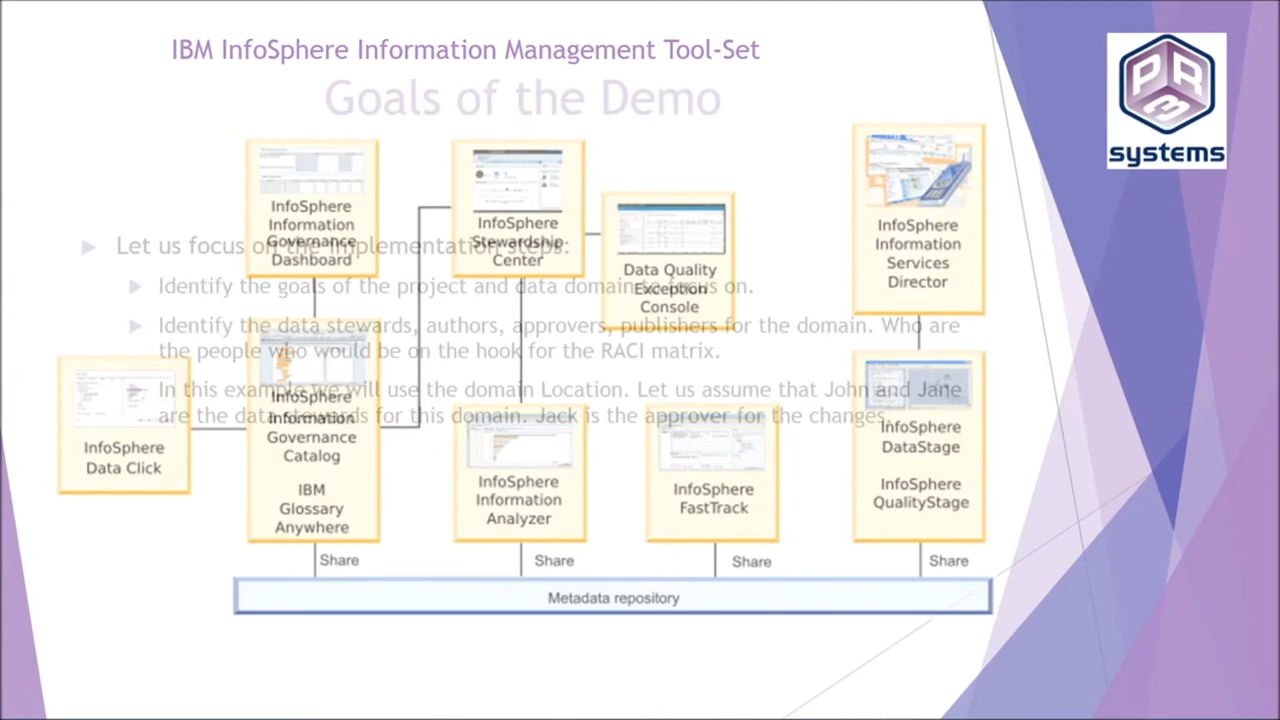 IBM InfoSphere Information Management Tool-Set
Goals of the Demo
PR3
systems
InfoSphere
Information
Governance
Dashboard
InfoSphere
Stewardship
Center
Data Quality
Exception
Console
InfoSphere
Information
Services
Director
Let us focus on the implementation steps:
Identify the goals of the project and data domain to focus on.
Identify the data stewards, authors, approvers, publishers for the domain. Who are
the people who would be on the hook for the RACI matrix.
In this example we will use the domain Location. Let us assume that John and Jane
are the data stewards for this domain. Jack is the approver for the changes.
InfoSphere
Data Click
InfoSphere
Information
Governance
Catalog
IBM
Glossary
Anywhere
InfoSphere
Information
Analyzer
InfoSphere
FastTrack
InfoSphere
DataStage
InfoSphere
QualityStage
Share
Share
Share
Share
Metadata repository